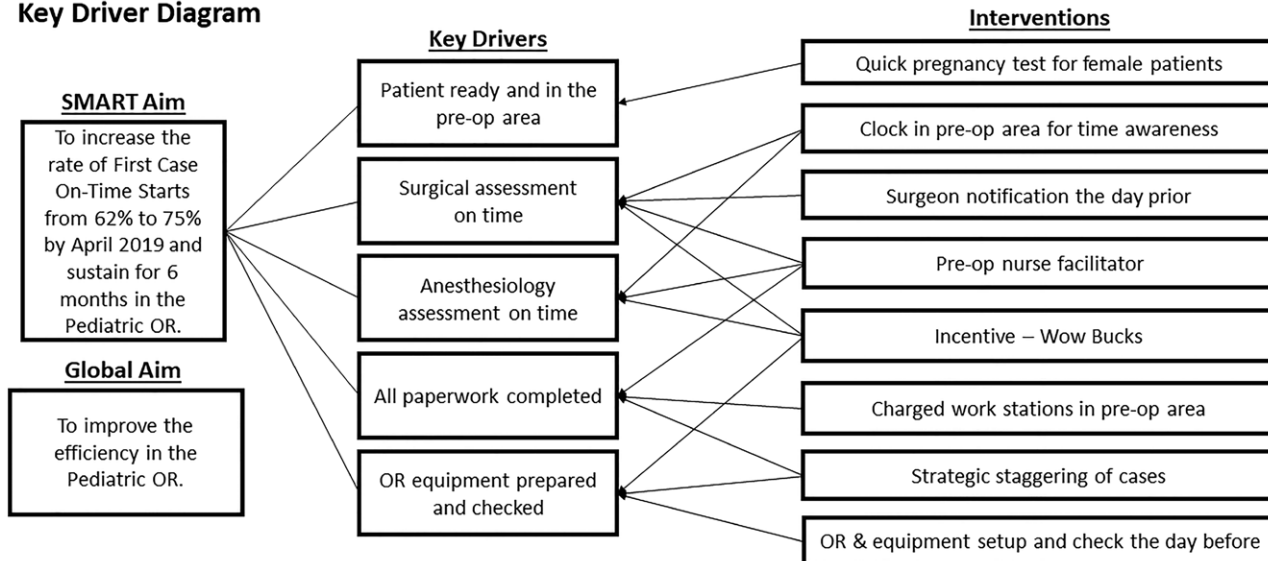 Key Driver Diagram
SMART Aim
To increase the
rate of First Case
On-Time Starts
from 62% to 75%
by April 2019 and
sustain for 6
months in the
Pediatric OR.
Global Aim
To improve the
efficiency in the
Pediatric OR.
Key Drivers
Patient ready and in the
pre-op area
Surgical assessment
on time
Anesthesiology
assessment on time
All paperwork completed
OR equipment prepared
and checked
Interventions
Quick pregnancy test for female patients
Clock in pre-op area for time awareness
Surgeon notification the day prior
Pre-op nurse facilitator
Incentive – Wow Bucks
Charged work stations in pre-op area
Strategic staggering of cases
OR & equipment setup and check the day before